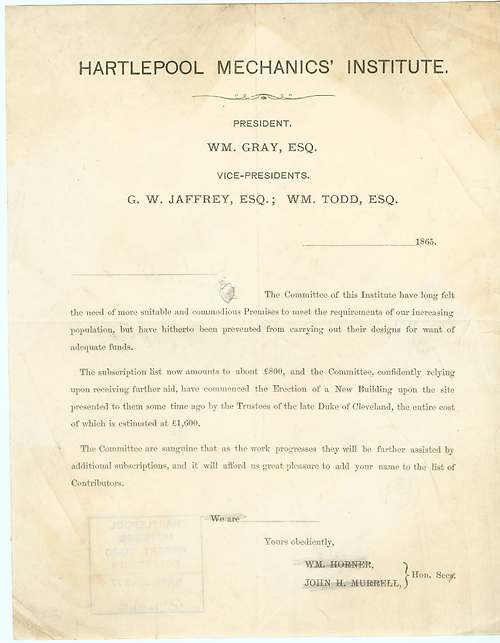 HARTLEPOOL MECHANICS' INSTITUTE.
PRESIDENT.
WM. GRAY, ESQ.
VICE-PRESIDENTS.
G. W. JAFFREY, ESQ.; WM. TODD, ESQ.
1865.
The Committee of this Institute have long felt
the need of more suitable and commodious Premises to meet the requirements of our increasing
population, but have hitherto been prevented from carrying out their designs for want of
adequate funds.
The subscription list now amounts to about £800, and the Committee, confidently relying
upon receiving further aid, have commenced the Erection of a New Building upon the site
presented to them some time ago by the Trustees of the late Duke of Cleveland, the entire cost
of which is estimated at £1,600.
The Committee are sanguine that as the work progresses they will be further assisted by
additional subscriptions, and it will afford us great pleasure to add your name to the list of
Contributors.
We are
Yours obediently,
WM. HORNER,
JOHN H. MURRELL,
Hon. Secs.
HARTLEPOOL